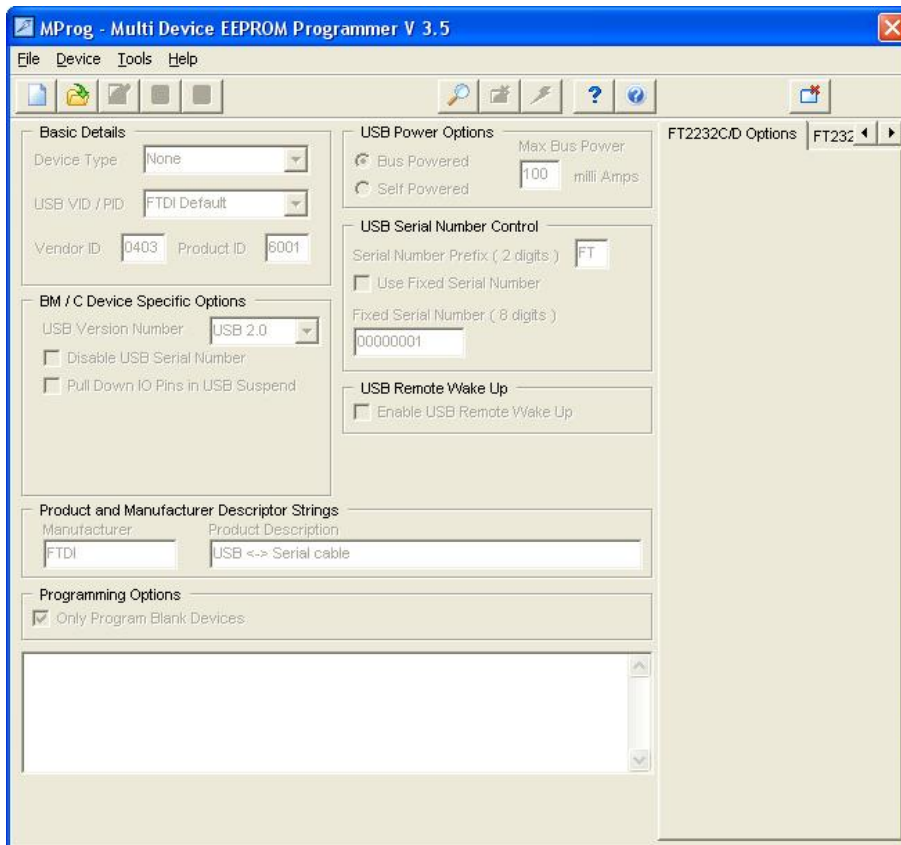 MProg - Multi Device EEPROM Programmer V 3.5
File Device Tools Help
Basic Details
Device Type None
USB VID / PID FTDI Default
Vendor ID 0403 Product ID 6001
BM / C Device Specific Options
USB Version Number USB 2.0
Disable USB Serial Number
Pull Down IO Pins in USB Suspend
USB Power Options
Bus Powered
Self Powered
Max Bus Power
100 milli Amps
USB Serial Number Control
Serial Number Prefix ( 2 digits ) FT
Use Fixed Serial Number
Fixed Serial Number ( 8 digits )
00000001
USB Remote Wake Up
Enable USB Remote Wake Up
Product and Manufacturer Descriptor Strings
Manufacturer Product Description
FTDI USB <-> Serial cable
Programming Options
Only Program Blank Devices
FT2232C/D Options FT232